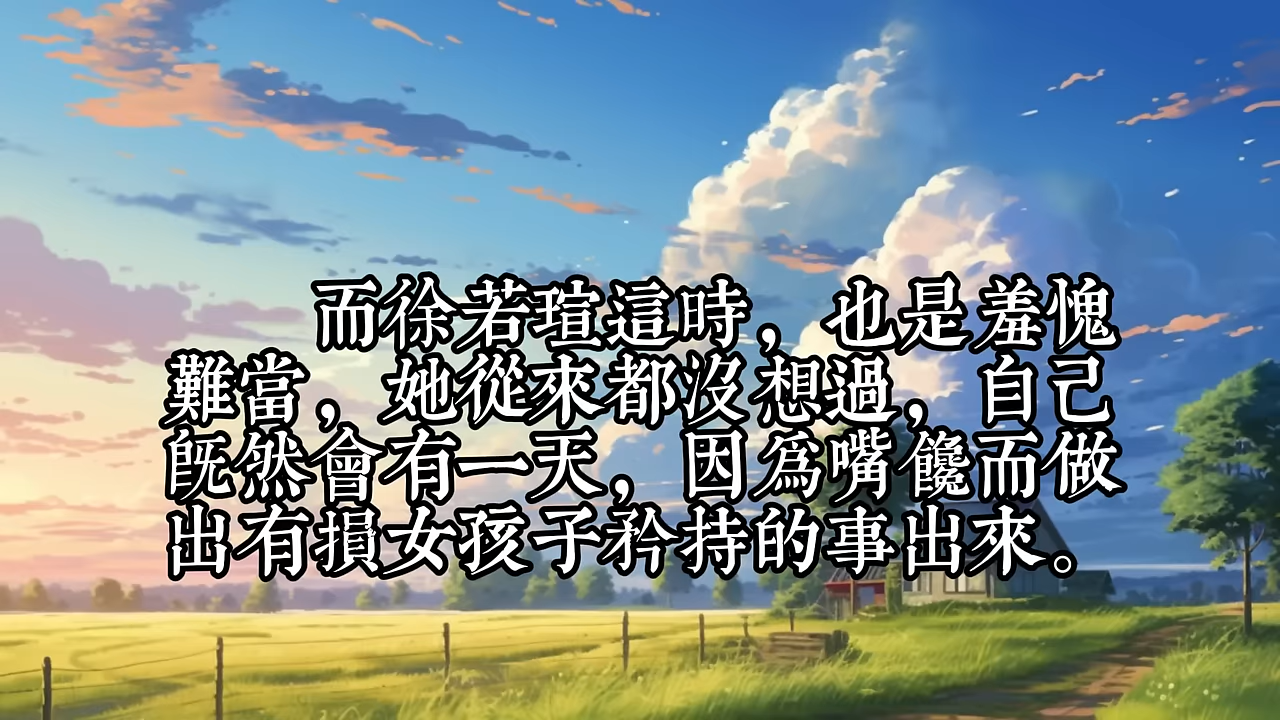 而徐若瑄這時，也是羞愧
難當，她從來都沒想過，自己
既然會有一天，因爲嘴饞而做
出有損女孩子矜持的事出來。